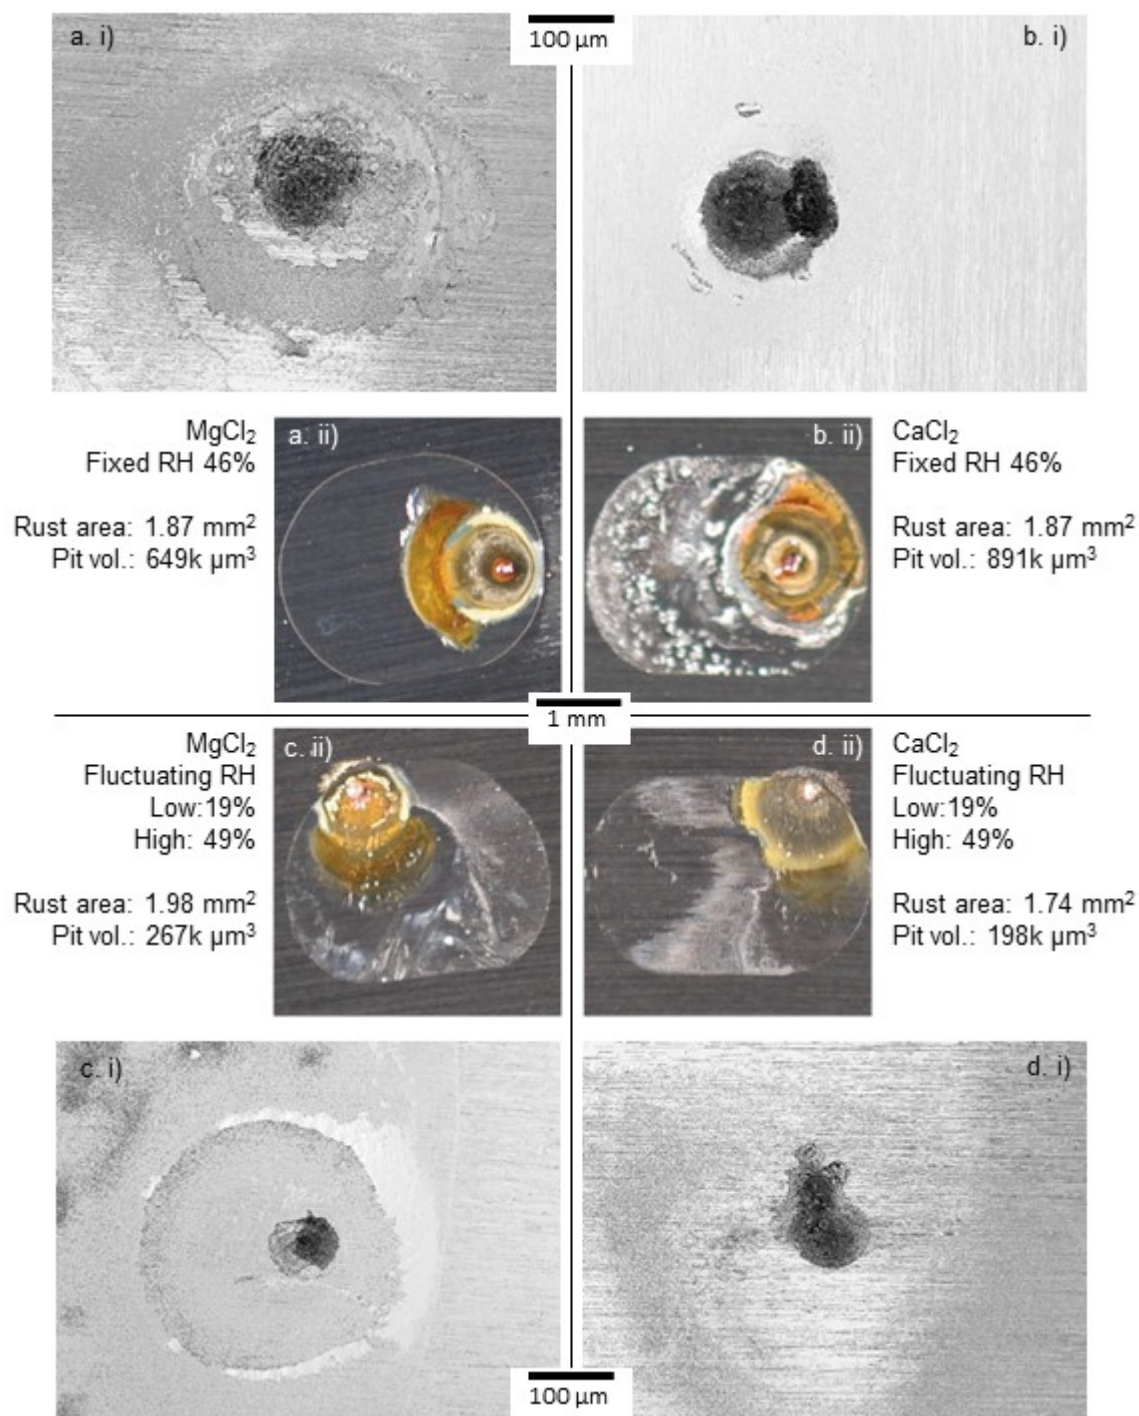 a. i)
100 µm
b. i)
MgCl2
Fixed RH 46%
Rust area: 1.87 mm2
Pit vol.: 649k µm3
a. ii)
b. ii)
CaCl2
Fixed RH 46%
Rust area: 1.87 mm2
Pit vol.: 891k µm3
1 mm
MgCl2
Fluctuating RH
Low:19%
High: 49%
Rust area: 1.98 mm2
Pit vol.: 267k µm3
c. ii)
d. ii)
CaCl2
Fluctuating RH
Low:19%
High: 49%
Rust area: 1.74 mm2
Pit vol.: 198k µm3
c. i)
d. i)
100 µm